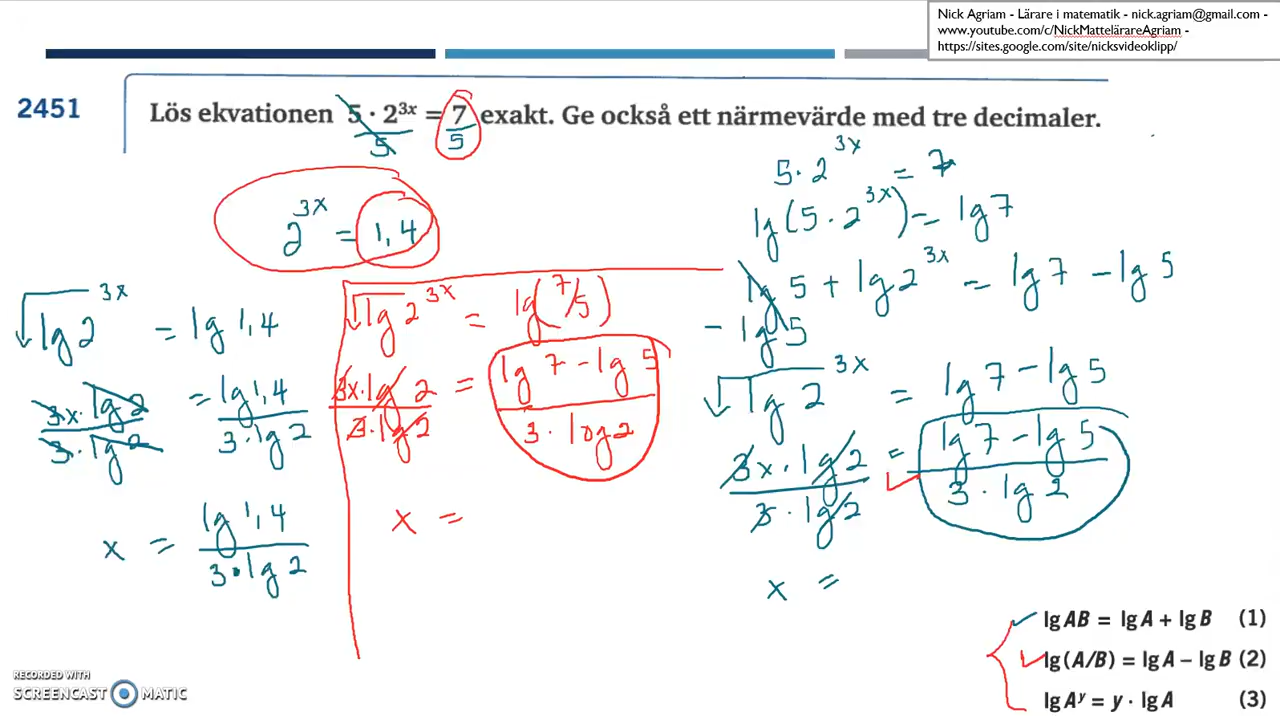 Nick Agriam - Lärare i matematik - nick.agriam@gmail.com -
www.youtube.com/c/NickMattelärareAgriam -
https://sites.google.com/site/nicksvideoklipp/
2451
Lös ekvationen 5 · 2^3x = 7 exakt. Ge också ett närmevärde med tre decimaler.
5 5
2^3x = 1,4
lg 2^3x = lg 1,4
3x · lg 2 = lg 1,4
3 · lg 2 3 · lg 2
x = lg 1,4
3 · lg 2
lg 2^3x = lg(7/5)
3x · lg 2 = lg 7 - lg 5
3 · lg 2 3 · log 2
x =
5 · 2^3x = 7
lg(5 · 2^3x) = lg 7
lg 5 + lg 2^3x = lg 7 - lg 5
- lg 5
lg 2^3x = lg 7 - lg 5
3x · lg 2 = lg 7 - lg 5
3 · lg 2 3 · lg 2
x =
lg AB = lg A + lg B (1)
lg(A/B) = lg A - lg B (2)
lg A^y = y · lg A (3)
RECORDED WITH
SCREENCAST MATIC